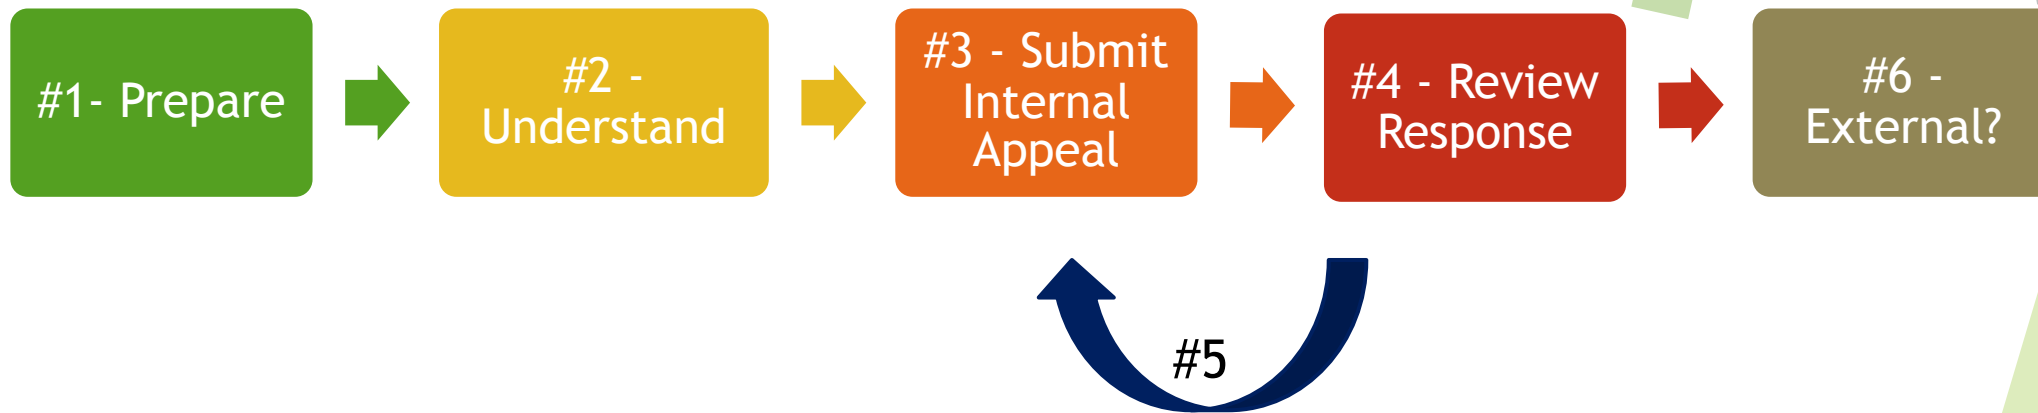 #1- Prepare
#2 -
Understand
#3 - Submit
Internal
Appeal
#4 - Review
Response
#6 -
External?
#5